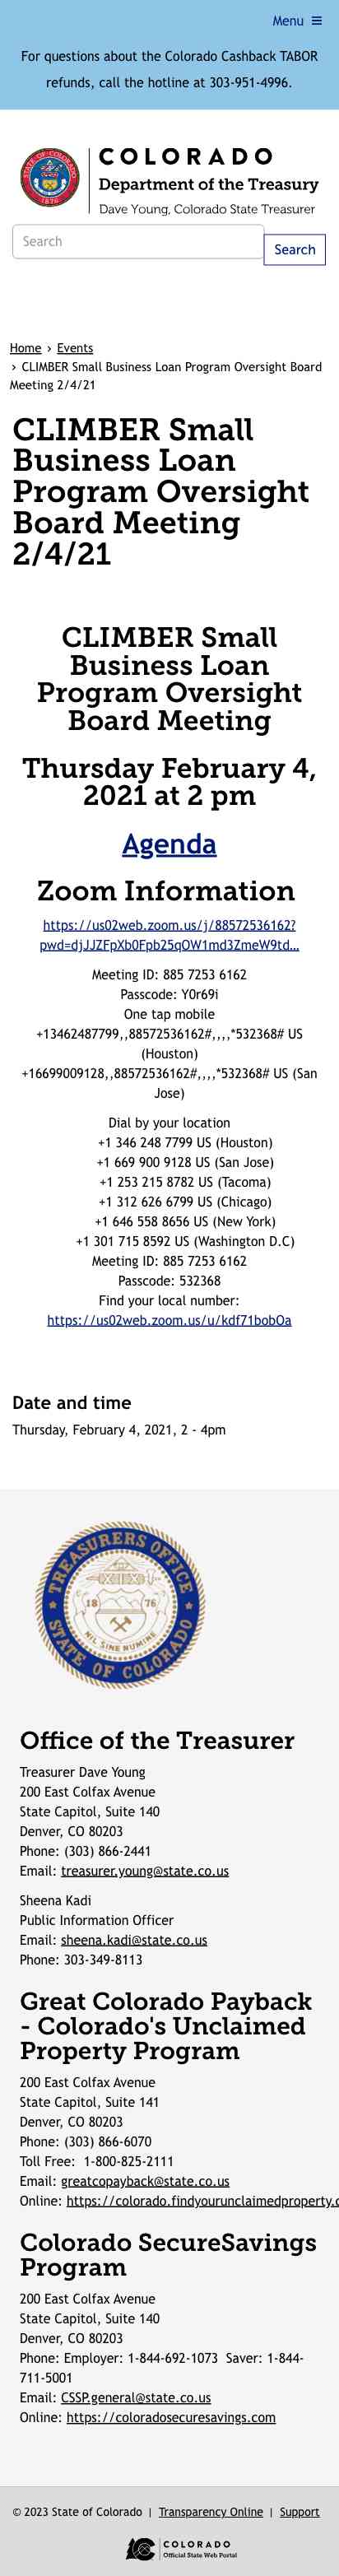 Menu ≡
For questions about the Colorado Cashback TABOR
refunds, call the hotline at 303-951-4996.
COLORADO
Department of the Treasury
Dave Young, Colorado State Treasurer
Search
Search
Home › Events
› CLIMBER Small Business Loan Program Oversight Board
Meeting 2/4/21
CLIMBER Small
Business Loan
Program Oversight
Board Meeting
2/4/21
CLIMBER Small
Business Loan
Program Oversight
Board Meeting
Thursday February 4,
2021 at 2 pm
Agenda
Zoom Information
https://us02web.zoom.us/j/88572536162?
pwd=djJJZFpXb0Fpb25qOW1md3ZmeW9td...
Meeting ID: 885 7253 6162
Passcode: Y0r69i
One tap mobile
+13462487799,,88572536162#,,,,*532368# US
(Houston)
+16699009128,,88572536162#,,,,*532368# US (San
Jose)
Dial by your location
+1 346 248 7799 US (Houston)
+1 669 900 9128 US (San Jose)
+1 253 215 8782 US (Tacoma)
+1 312 626 6799 US (Chicago)
+1 646 558 8656 US (New York)
+1 301 715 8592 US (Washington D.C)
Meeting ID: 885 7253 6162
Passcode: 532368
Find your local number:
https://us02web.zoom.us/u/kdf71bobOa
Date and time
Thursday, February 4, 2021, 2 - 4pm
TREASURERS OFFICE
1876
NIL SINE NUMINE
STATE OF COLORADO
Office of the Treasurer
Treasurer Dave Young
200 East Colfax Avenue
State Capitol, Suite 140
Denver, CO 80203
Phone: (303) 866-2441
Email: treasurer.young@state.co.us
Sheena Kadi
Public Information Officer
Email: sheena.kadi@state.co.us
Phone: 303-349-8113
Great Colorado Payback
- Colorado's Unclaimed
Property Program
200 East Colfax Avenue
State Capitol, Suite 141
Denver, CO 80203
Phone: (303) 866-6070
Toll Free: 1-800-825-2111
Email: greatcopayback@state.co.us
Online: https://colorado.findyourunclaimedproperty.c
Colorado SecureSavings
Program
200 East Colfax Avenue
State Capitol, Suite 140
Denver, CO 80203
Phone: Employer: 1-844-692-1073 Saver: 1-844-
711-5001
Email: CSSP.general@state.co.us
Online: https://coloradosecuresavings.com
© 2023 State of Colorado | Transparency Online | Support
COLORADO
Official State Web Portal